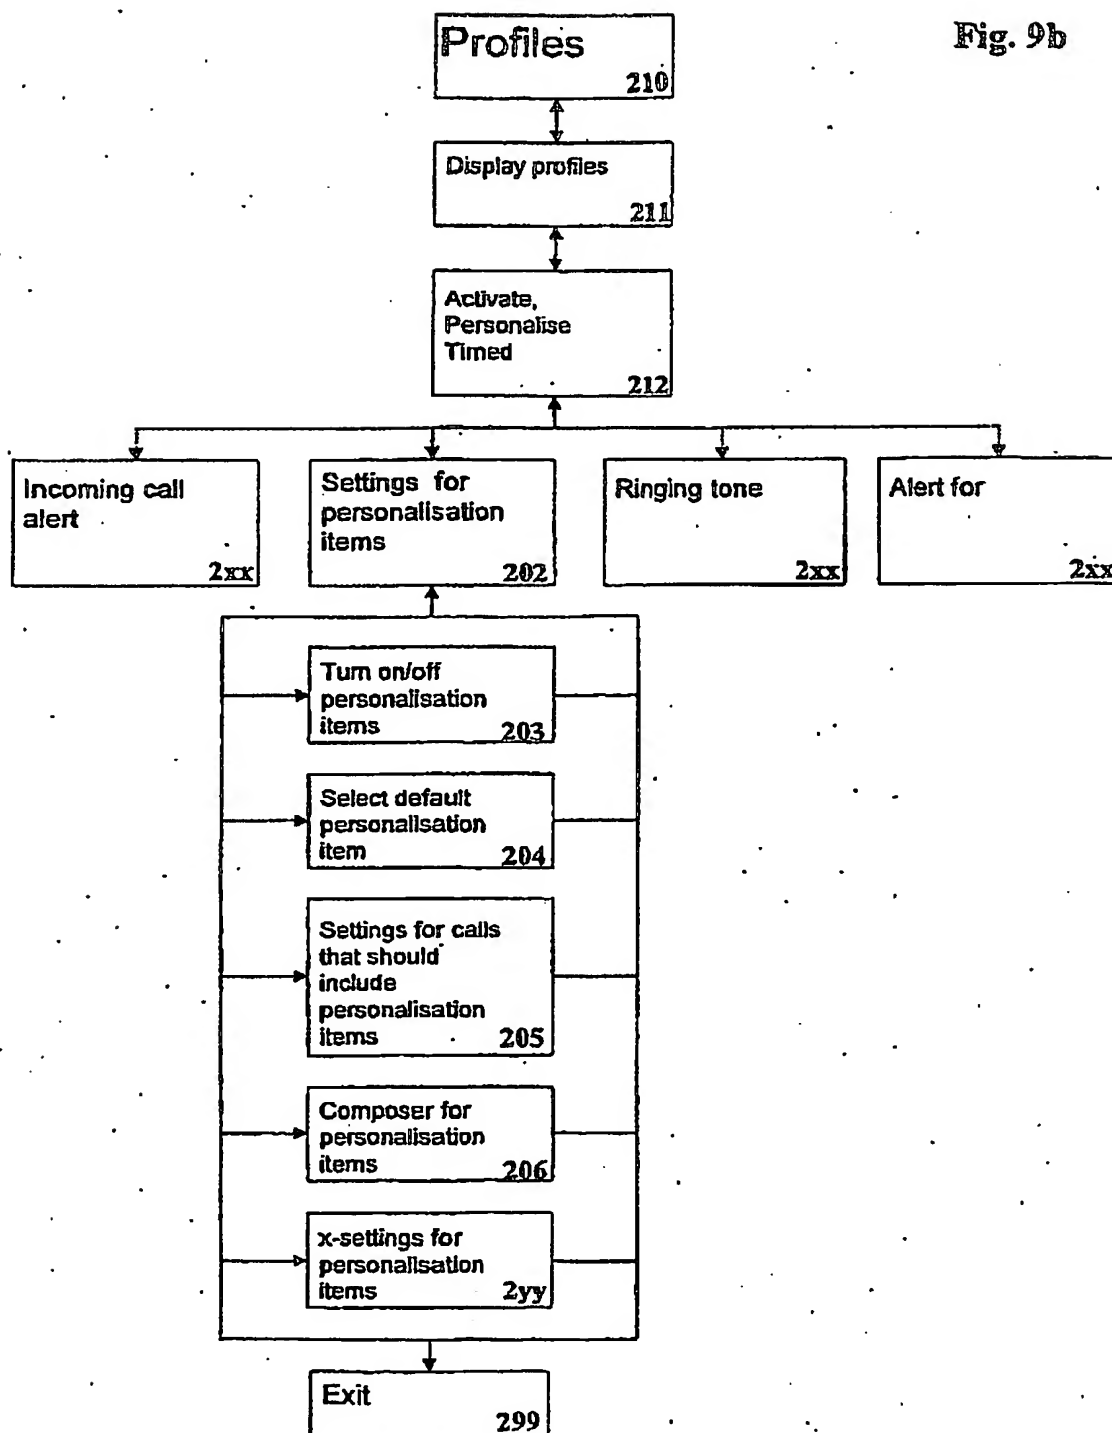 Fig. 9b
Profiles
210
Display profiles
211
Activate,
Personalise
Timed
212
Incoming call
alert
2xx
Settings for
personalisation
items
202
Ringing tone
2xx
Alert for
2xx
Turn on/off
personalisation
items
203
Select default
personalisation
item
204
Settings for calls
that should
include
personalisation
items
205
Composer for
personalisation
items
206
x-settings for
personalisation
items
2yy
Exit
299